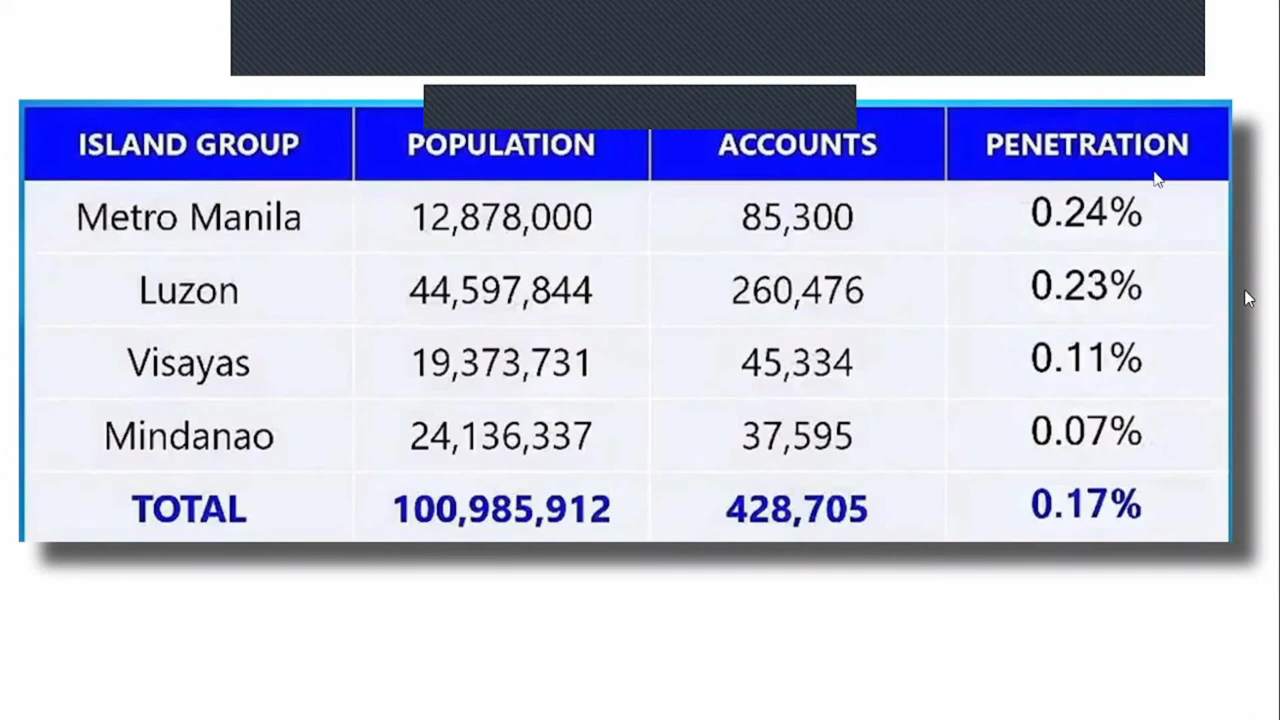 ISLAND GROUP POPULATION ACCOUNTS PENETRATION
Metro Manila 12,878,000 85,300 0.24%
Luzon 44,597,844 260,476 0.23%
Visayas 19,373,731 45,334 0.11%
Mindanao 24,136,337 37,595 0.07%
TOTAL 100,985,912 428,705 0.17%